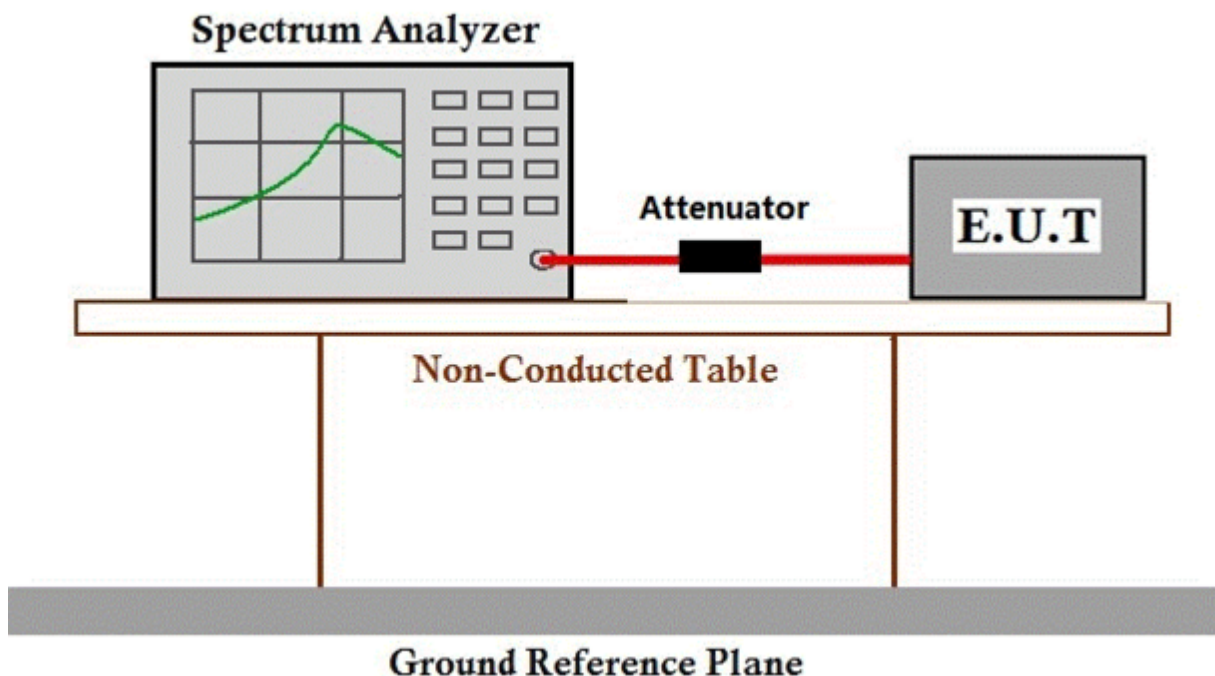 Spectrum Analyzer
Attenuator
E.U.T
Non-Conducted Table
Ground Reference Plane